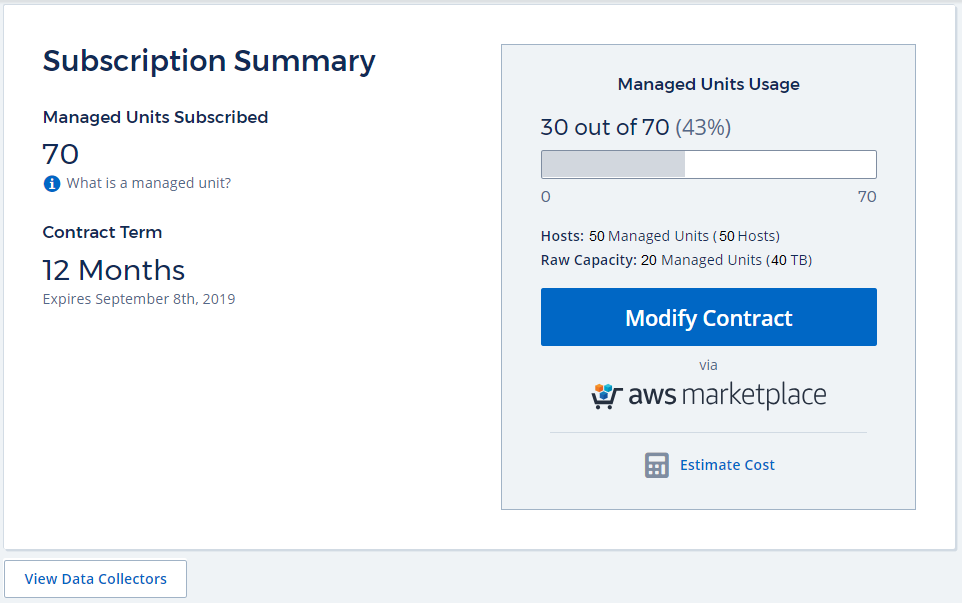 Subscription Summary
Managed Units Subscribed
70
What is a managed unit?
Contract Term
12 Months
Expires September 8th, 2019
Managed Units Usage
30 out of 70 (43%)
0 70
Hosts: 50 Managed Units (50 Hosts)
Raw Capacity: 20 Managed Units (40 TB)
Modify Contract
via
aws marketplace
Estimate Cost
View Data Collectors